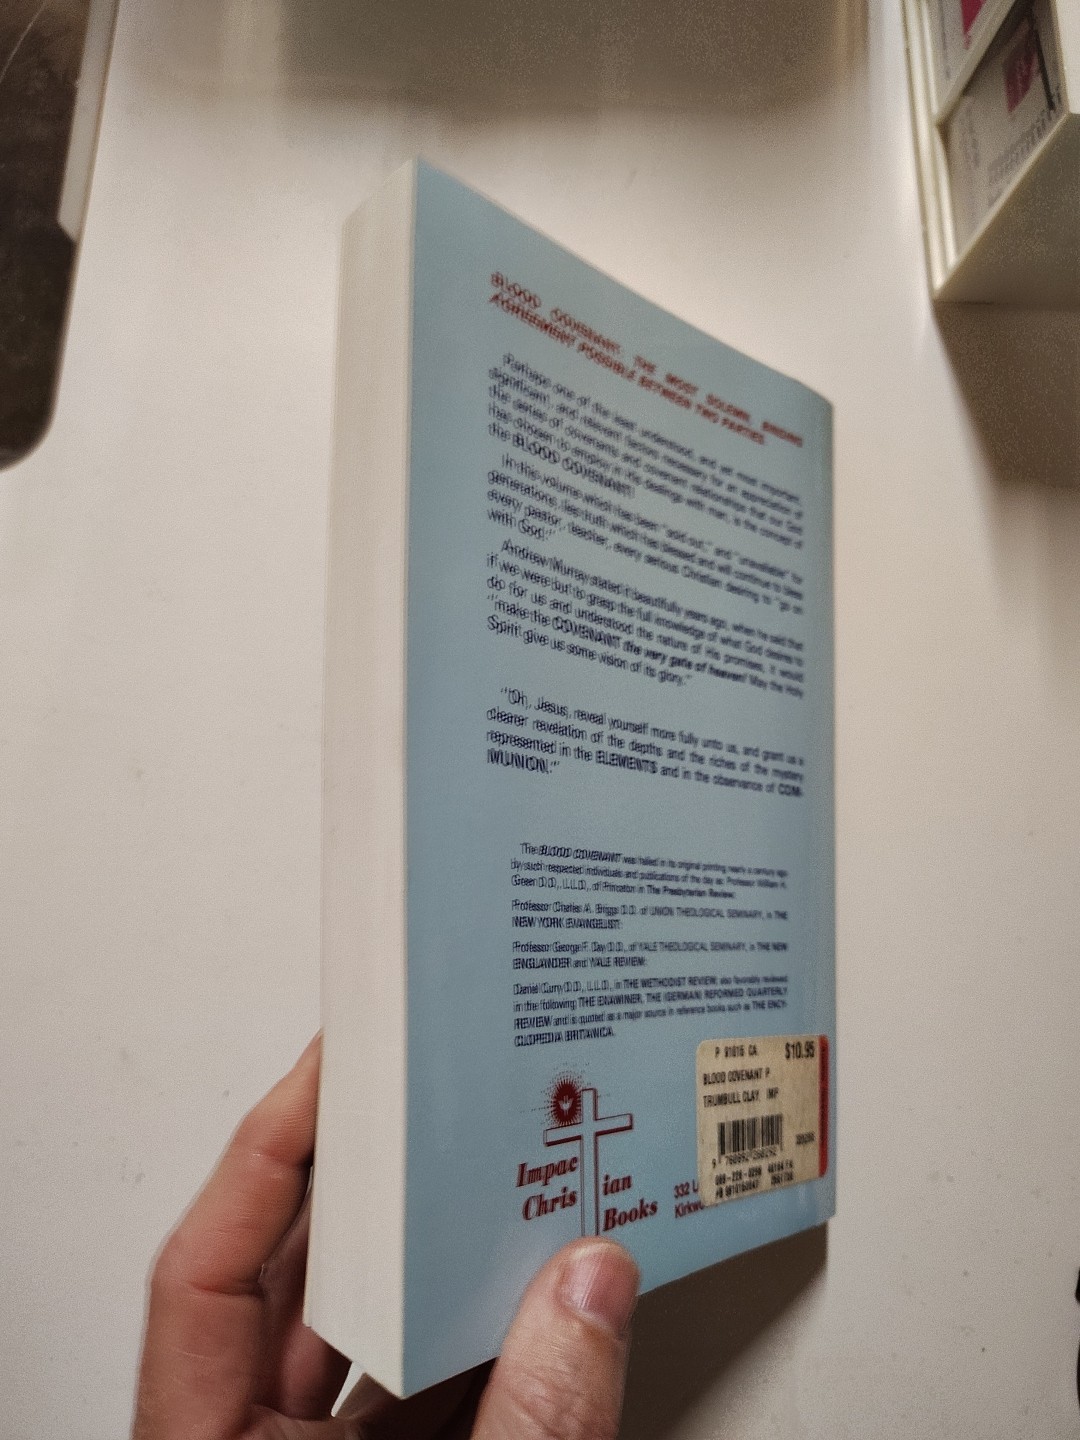 BLOOD COVENANT: THE MOST SOLEMN, BINDING
AGREEMENT POSSIBLE BETWEEN TWO PARTIES
Perhaps one of the least understood, and yet most important,
significant, and relevant factors necessary for an appreciation of
the series of covenants and covenant relationships that our God
has chosen to employ in His dealings with man, is the concept of
the BLOOD COVENANT!
In this volume which has been "sold out," and "unavailable" for
generations, lies truth which has blessed and will continue to bless
every pastor, teacher, every serious Christian desiring to "go on
with God."
Andrew Murray stated it beautifully years ago, when he said that
if we were but to grasp the full knowledge of what God desires to
do for us and understood the nature of His promises, it would
"make the COVENANT the very gate of heaven! May the Holy
Spirit give us some vision of its glory."
"Oh, Jesus, reveal yourself more fully unto us, and grant us a
clearer revelation of the depths and the riches of the mystery
represented in the ELEMENTS and in the observance of COM-
MUNION."
The BLOOD COVENANT was hailed in its original printing nearly a century ago
by such respected individuals and publications of the day as: Professor William H.
Green D.D., L.L.D., of Princeton in The Presbyterian Review;
Professor Charles A. Briggs D.D. of UNION THEOLOGICAL SEMINARY, in THE
NEW YORK EVANGELIST;
Professor George F. Day D.D., of YALE THEOLOGICAL SEMINARY, in THE NEW
ENGLANDER and YALE REVIEW;
Daniel Curry D.D., L.L.D., in THE METHODIST REVIEW; also favorably reviewed
in the following: THE EXAMINER, THE (GERMAN) REFORMED QUARTERLY
REVIEW and is quoted as a major source in reference books such as THE ENCY-
CLOPEDIA BRITANICA.
P 91616 CA $10.95
BLOOD COVENANT P
TRUMBULL CLAY, IMP
Impac
Chris ian
Books
332
Kirkwo